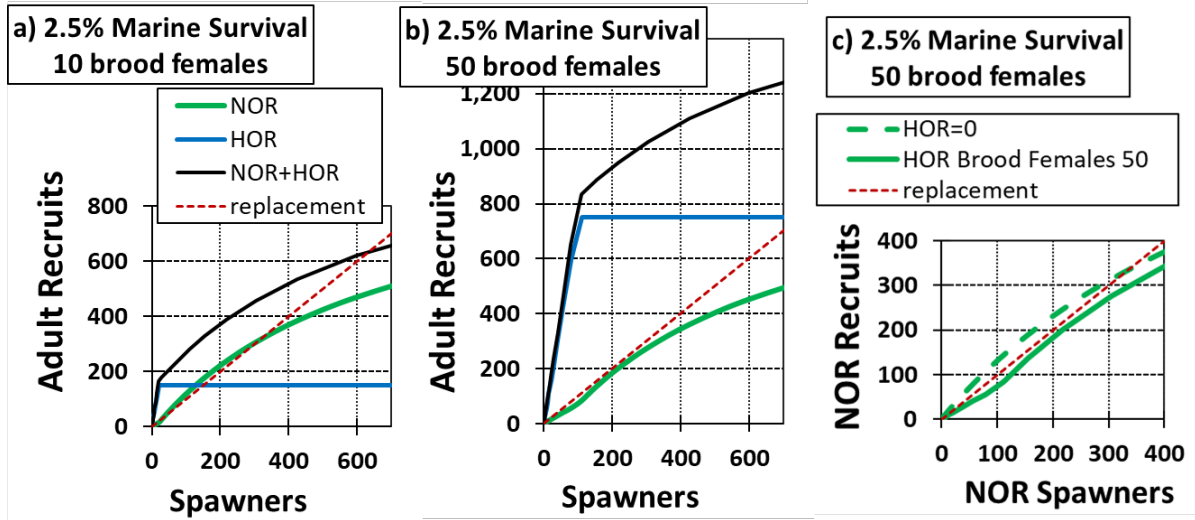 a) 2.5% Marine Survival
10 brood females
NOR
HOR
NOR+HOR
replacement
Adult Recruits
800
600
400
200
0
0 200 400 600
Spawners
b) 2.5% Marine Survival
50 brood females
Adult Recruits
1,200
1,000
800
600
400
200
0
0 200 400 600
Spawners
c) 2.5% Marine Survival
50 brood females
HOR=0
HOR Brood Females 50
replacement
NOR Recruits
400
300
200
100
0
0 100 200 300 400
NOR Spawners